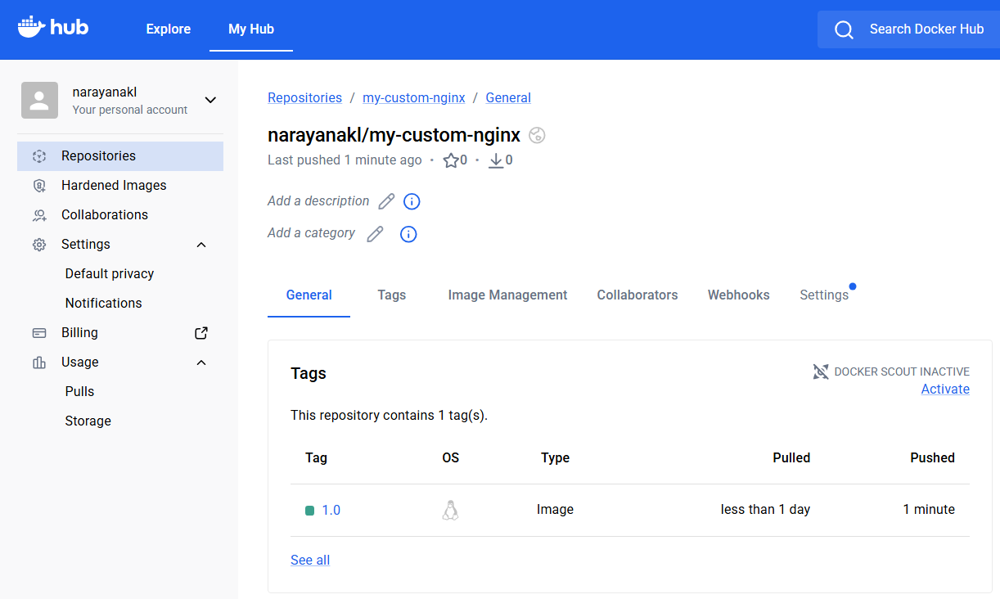 hub
Explore
My Hub
Search Docker Hub
narayanakl
Your personal account
Repositories
Hardened Images
Collaborations
Settings
Default privacy
Notifications
Billing
Usage
Pulls
Storage
Repositories / my-custom-nginx / General
narayanakl/my-custom-nginx
Last pushed 1 minute ago · 0 · 0
Add a description
Add a category
General Tags Image Management Collaborators Webhooks Settings
Tags
DOCKER SCOUT INACTIVE
Activate
This repository contains 1 tag(s).
Tag OS Type Pulled Pushed
1.0 Image less than 1 day 1 minute
See all